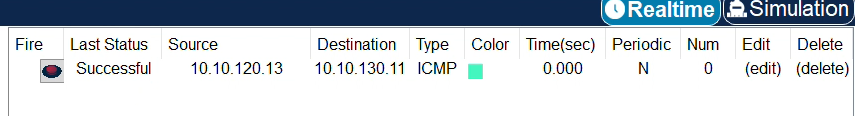 Realtime Simulation
Fire Last Status Source Destination Type Color Time(sec) Periodic Num Edit Delete
Successful 10.10.120.13 10.10.130.11 ICMP 0.000 N 0 (edit) (delete)